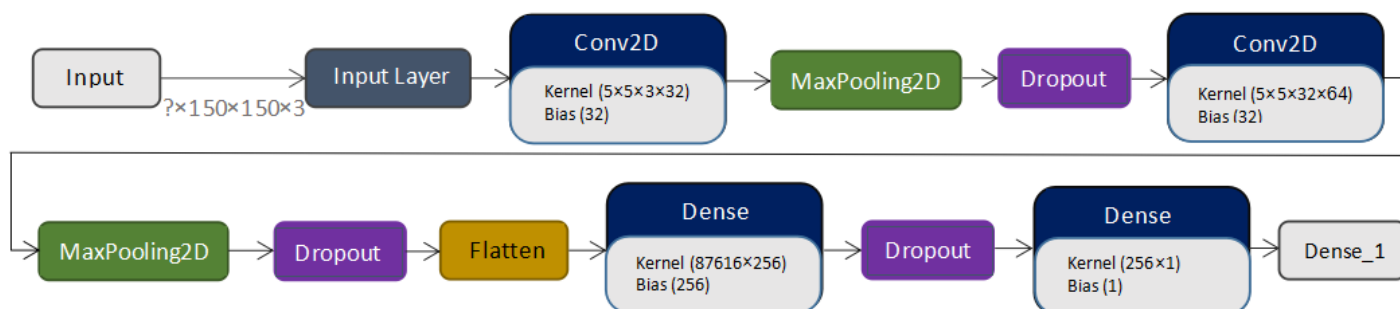 Input
?×150×150×3
Input Layer
Conv2D
Kernel (5×5×3×32)
Bias (32)
MaxPooling2D
Dropout
Conv2D
Kernel (5×5×32×64)
Bias (32)
MaxPooling2D
Dropout
Flatten
Dense
Kernel (87616×256)
Bias (256)
Dropout
Dense
Kernel (256×1)
Bias (1)
Dense_1